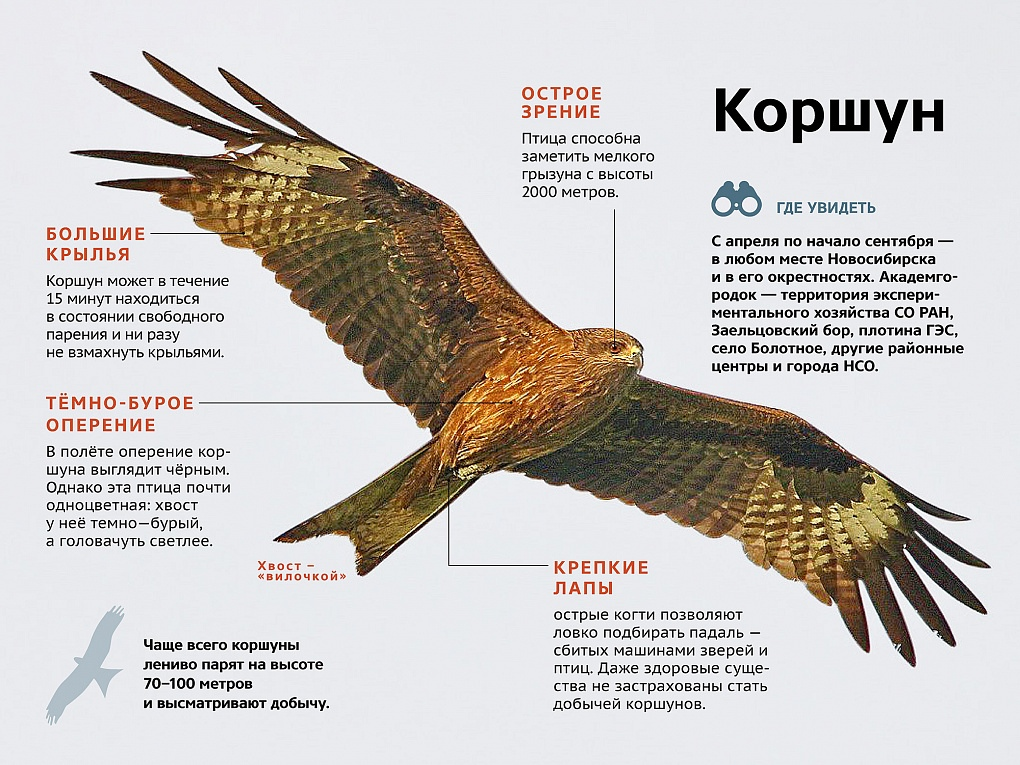 Коршун
ГДЕ УВИДЕТЬ
С апреля по начало сентября —
в любом месте Новосибирска
и в его окрестностях. Академго-
родок — территория экспери-
ментального хозяйства СО РАН,
Заельцовский бор, плотина ГЭС,
село Болотное, другие районные
центры и города НСО.
ОСТРОЕ
ЗРЕНИЕ
Птица способна
заметить мелкого
грызуна с высоты
2000 метров.
БОЛЬШИЕ
КРЫЛЬЯ
Коршун может в течение
15 минут находиться
в состоянии свободного
парения и ни разу
не взмахнуть крыльями.
ТЁМНО-БУРОЕ
ОПЕРЕНИЕ
В полёте оперение кор-
шуна выглядит чёрным.
Однако эта птица почти
одноцветная: хвост
у неё темно—бурый,
а головачуть светлее.
Хвост –
«вилочкой»
КРЕПКИЕ
ЛАПЫ
острые когти позволяют
ловко подбирать падаль —
сбитых машинами зверей и
птиц. Даже здоровые суще-
ства не застрахованы стать
добычей коршунов.
Чаще всего коршуны
лениво парят на высоте
70–100 метров
и высматривают добычу.